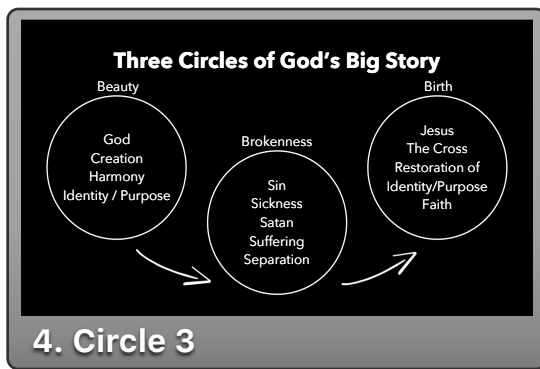 Three Circles of God's Big Story
Beauty
God
Creation
Harmony
Identity / Purpose
Brokenness
Sin
Sickness
Satan
Suffering
Separation
Birth
Jesus
The Cross
Restoration of
Identity/Purpose
Faith
4. Circle 3